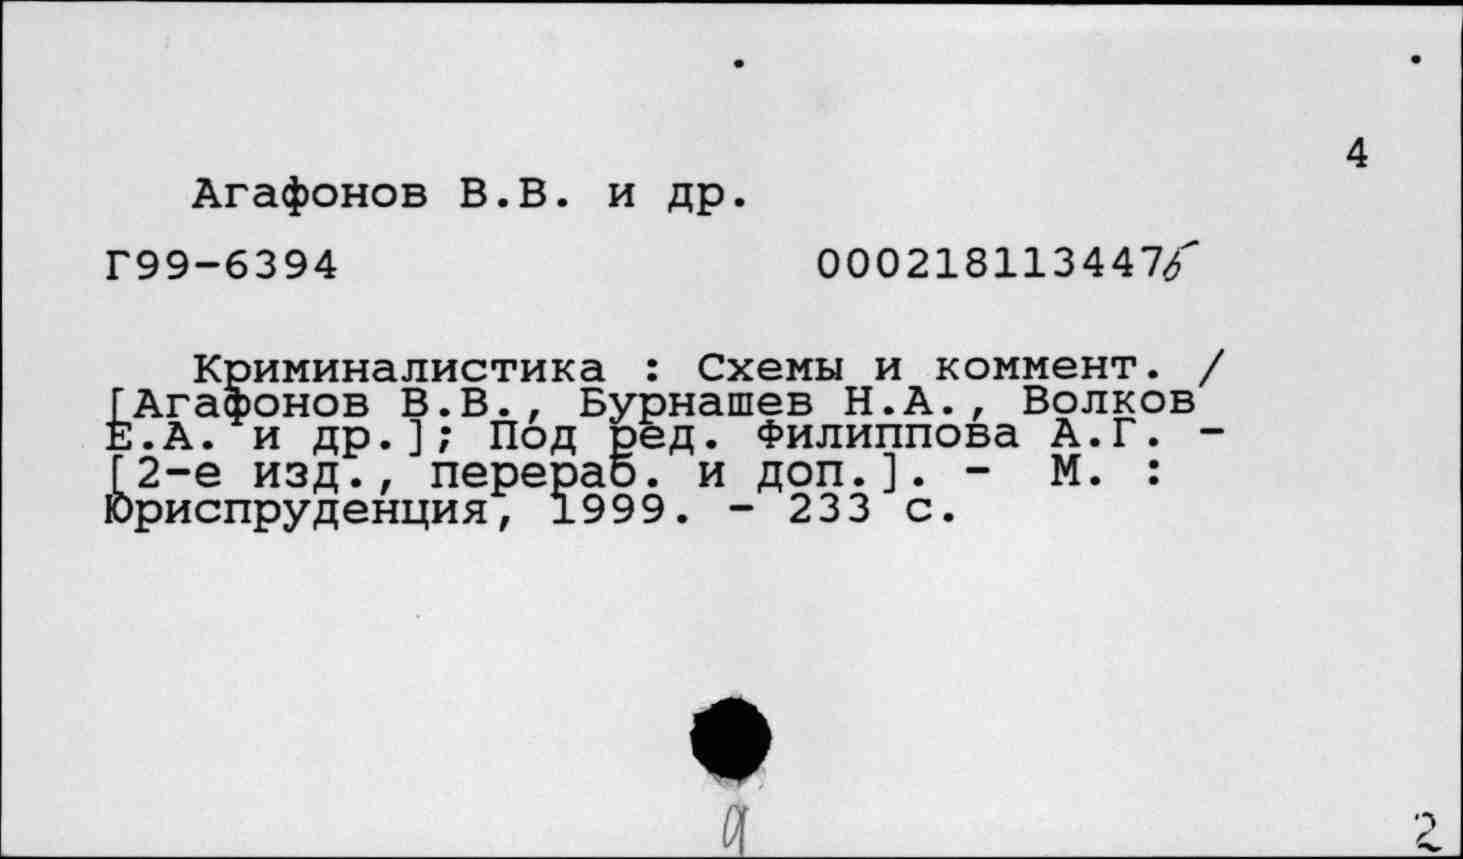 4
Агафонов В.В. и др.
Г99-6394 0002181134476
Криминалистика : Схемы и коммент. /
[Агафонов В.В., Бурнашев Н.А., Волков
Е.А. и др.]; Под ред. Филиппова А.Г. -
[2-е изд., перераб. и доп.]. - М. :
Юриспруденция, 1999. - 233 с.
2